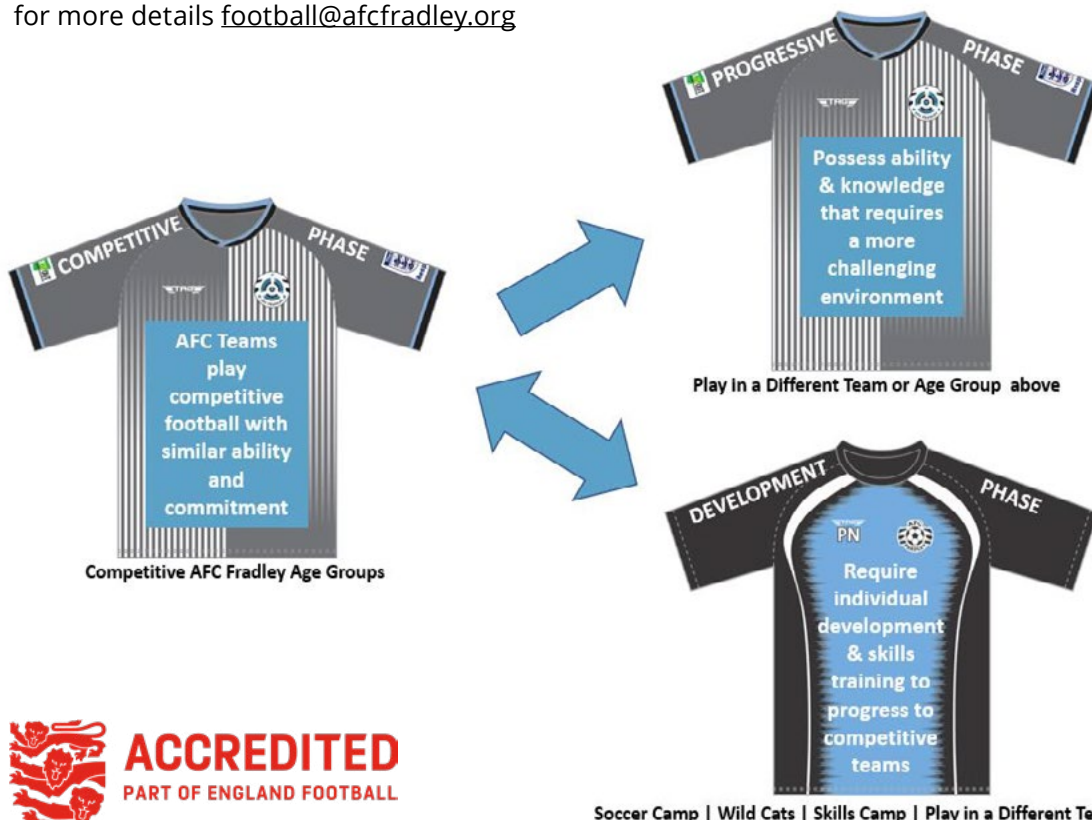 for more details football@afcfradley.org
PROGRESSIVE PHASE
TAG
Possess ability
& knowledge
that requires
a more
challenging
environment
Play in a Different Team or Age Group above
COMPETITIVE PHASE
TAG
AFC Teams
play
competitive
football with
similar ability
and
commitment
Competitive AFC Fradley Age Groups
DEVELOPMENT PHASE
PN
AFC
Require
individual
development
& skills
training to
progress to
competitive
teams
ACCREDITED
PART OF ENGLAND FOOTBALL
Soccer Camp | Wild Cats | Skills Camp | Play in a Different Te